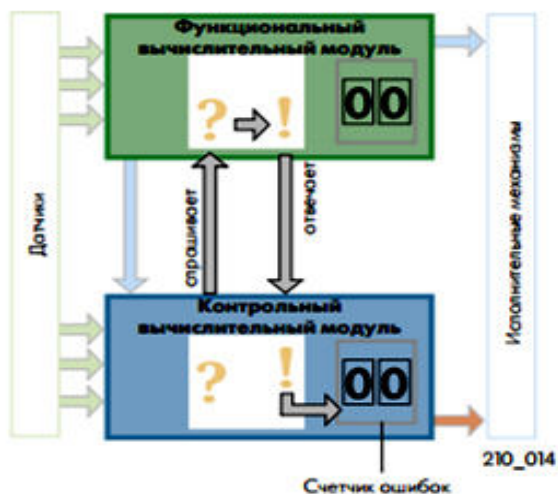 Функциональный
вычислительный модуль
? !
00
Датчики
спрашивает
отвечает
Исполнительные механизмы
Контрольный
вычислительный модуль
? !
00
210_014
Счетчик ошибок